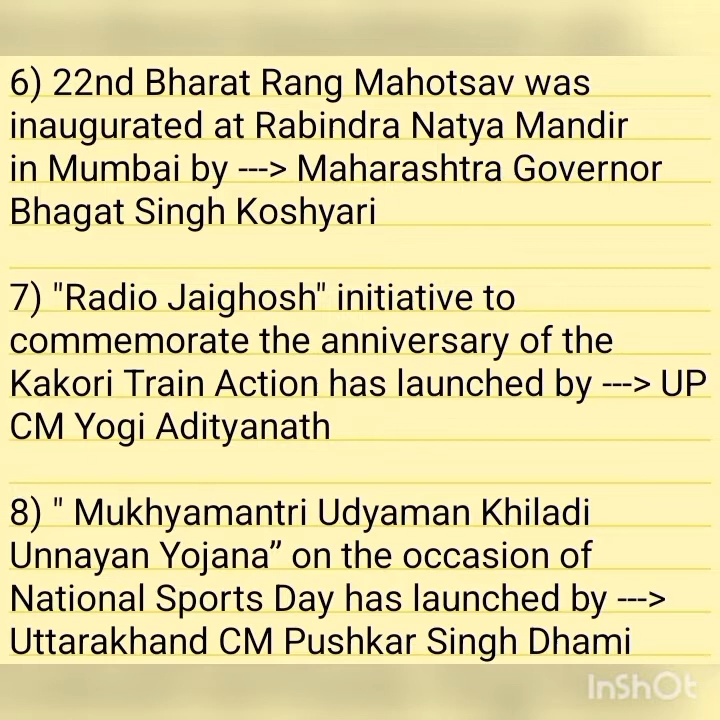 6) 22nd Bharat Rang Mahotsav was
inaugurated at Rabindra Natya Mandir
in Mumbai by ---> Maharashtra Governor
Bhagat Singh Koshyari
7) "Radio Jaighosh" initiative to
commemorate the anniversary of the
Kakori Train Action has launched by ---> UP
CM Yogi Adityanath
8) " Mukhyamantri Udyaman Khiladi
Unnayan Yojana” on the occasion of
National Sports Day has launched by --->
Uttarakhand CM Pushkar Singh Dhami
InShOt